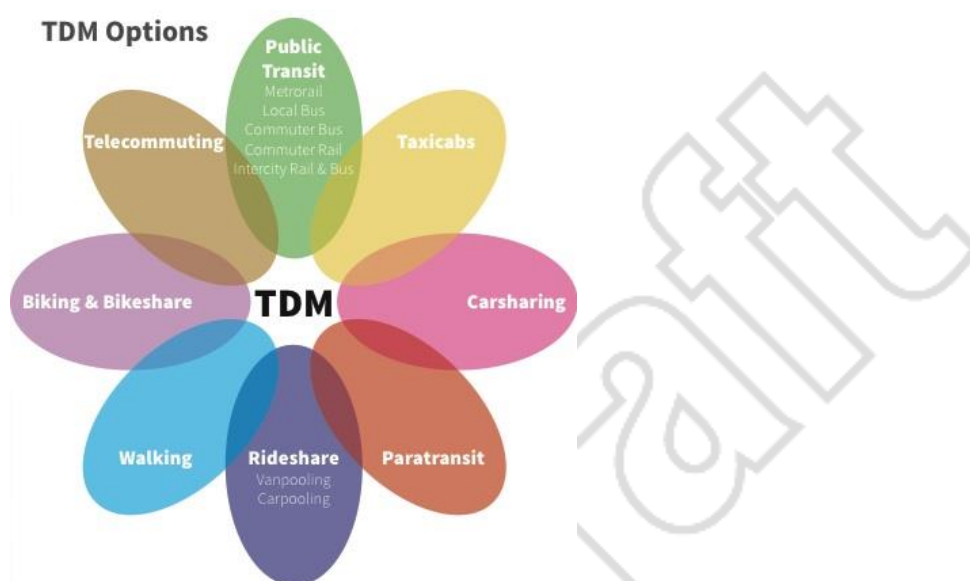 TDM Options
Public
Transit
Metrorail
Local Bus
Commuter Bus
Commuter Rail
Intercity Rail & Bus
Telecommuting
Taxicabs
Biking & Bikeshare
TDM
Carsharing
Walking
Rideshare
Vanpooling
Carpooling
Paratransit